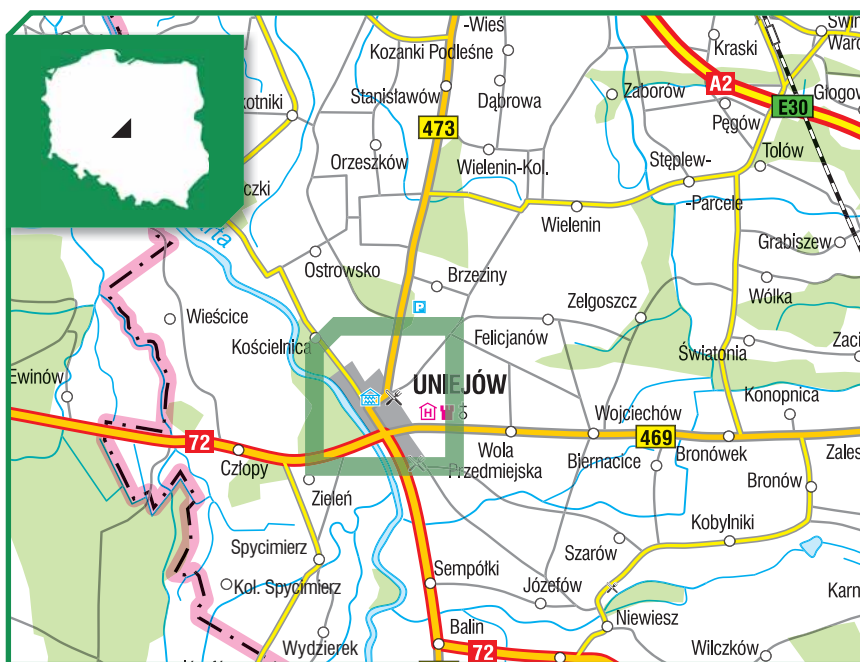 -Wieś
Kozanki Podleśne
Kraski
A2
Stanisławów
Dąbrowa
Zaborów
E30
Pęgów
473
Orzeszków
Wielenin-Kol.
Stęplew-
-Parcele
Tolów
Wielenin
Grabiszew
Ostrowsko
Brzeziny
Wólka
P
Zelgoszcz
Wieścice
Felicjanów
Kościelnica
Światonia
Ewinów
UNIEJÓW
H
Konopnica
Wojciechów
469
72
Człopy
Wola
Przedmiejska
Biernacice
Bronówek
Zieleń
Bronów
Kobylniki
Spycimierz
Szarów
Kol. Spycimierz
Sempółki
Józefów
Niewiesz
Wydzierek
Balin
72
Wilczków